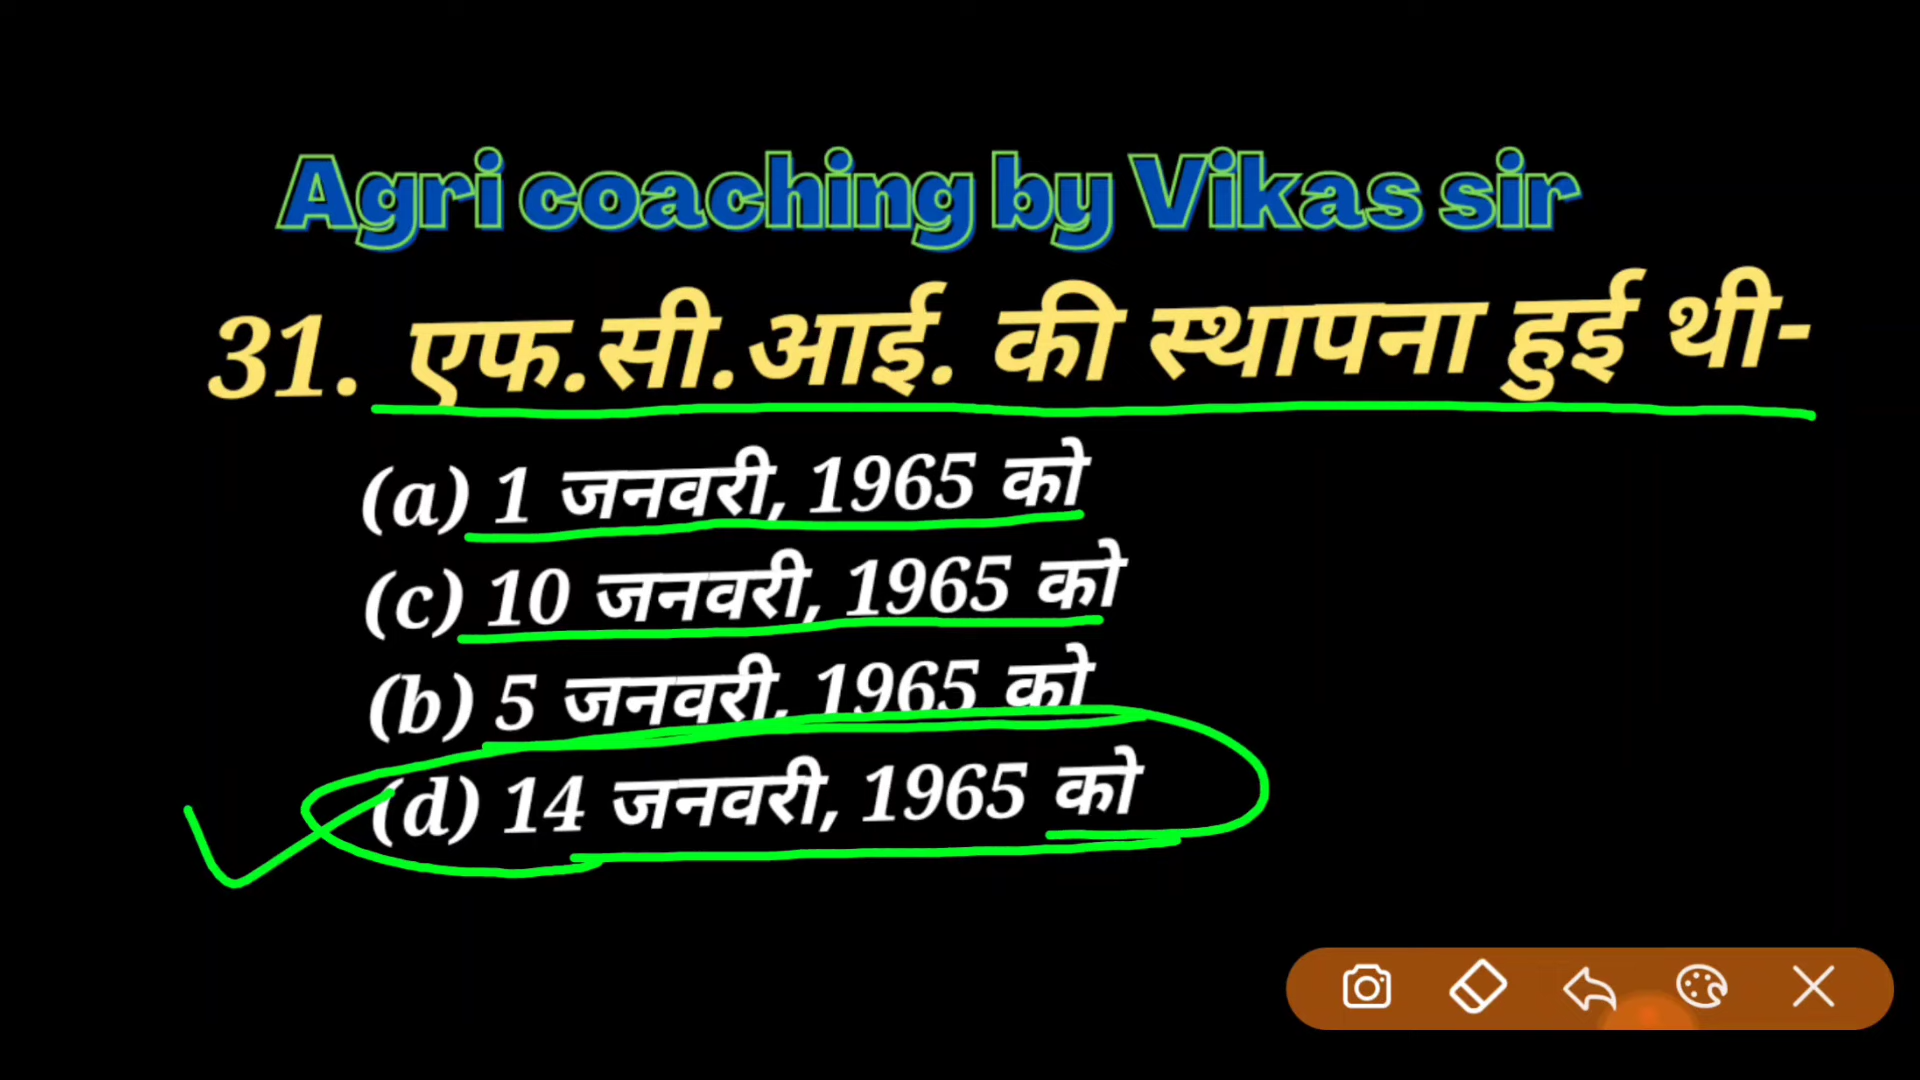 Agri coaching by Vikas sir
31. एफ.सी.आई. की स्थापना हुई थी-
(a) 1 जनवरी, 1965 को
(c) 10 जनवरी, 1965 को
(b) 5 जनवरी, 1965 को
(d) 14 जनवरी, 1965 को